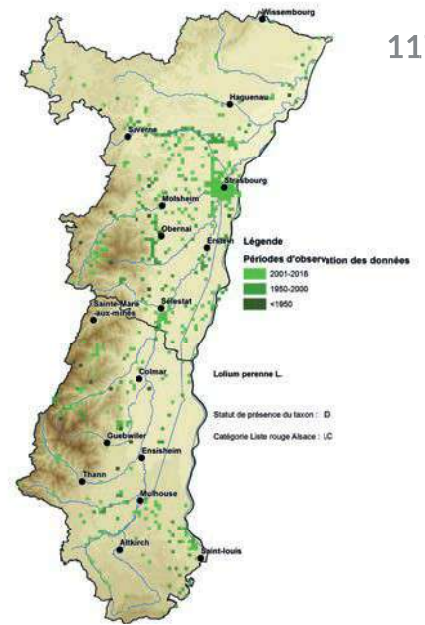 Wissembourg
11
Haguenau
Saverne
Strasbourg
Molsheim
Obernai
Erstein
Légende
Périodes d'observation des données
2001-2016
1950-2000
<1950
Sélestat
Sainte-Marie
-aux-mines
Colmar
Lolium perenne L.
Statut de présence du taxon : D
Guebwiler
Catégorie Liste rouge Alsace : LC
Ensisheim
Thann
Mulhouse
Altkirch
Saint-louis